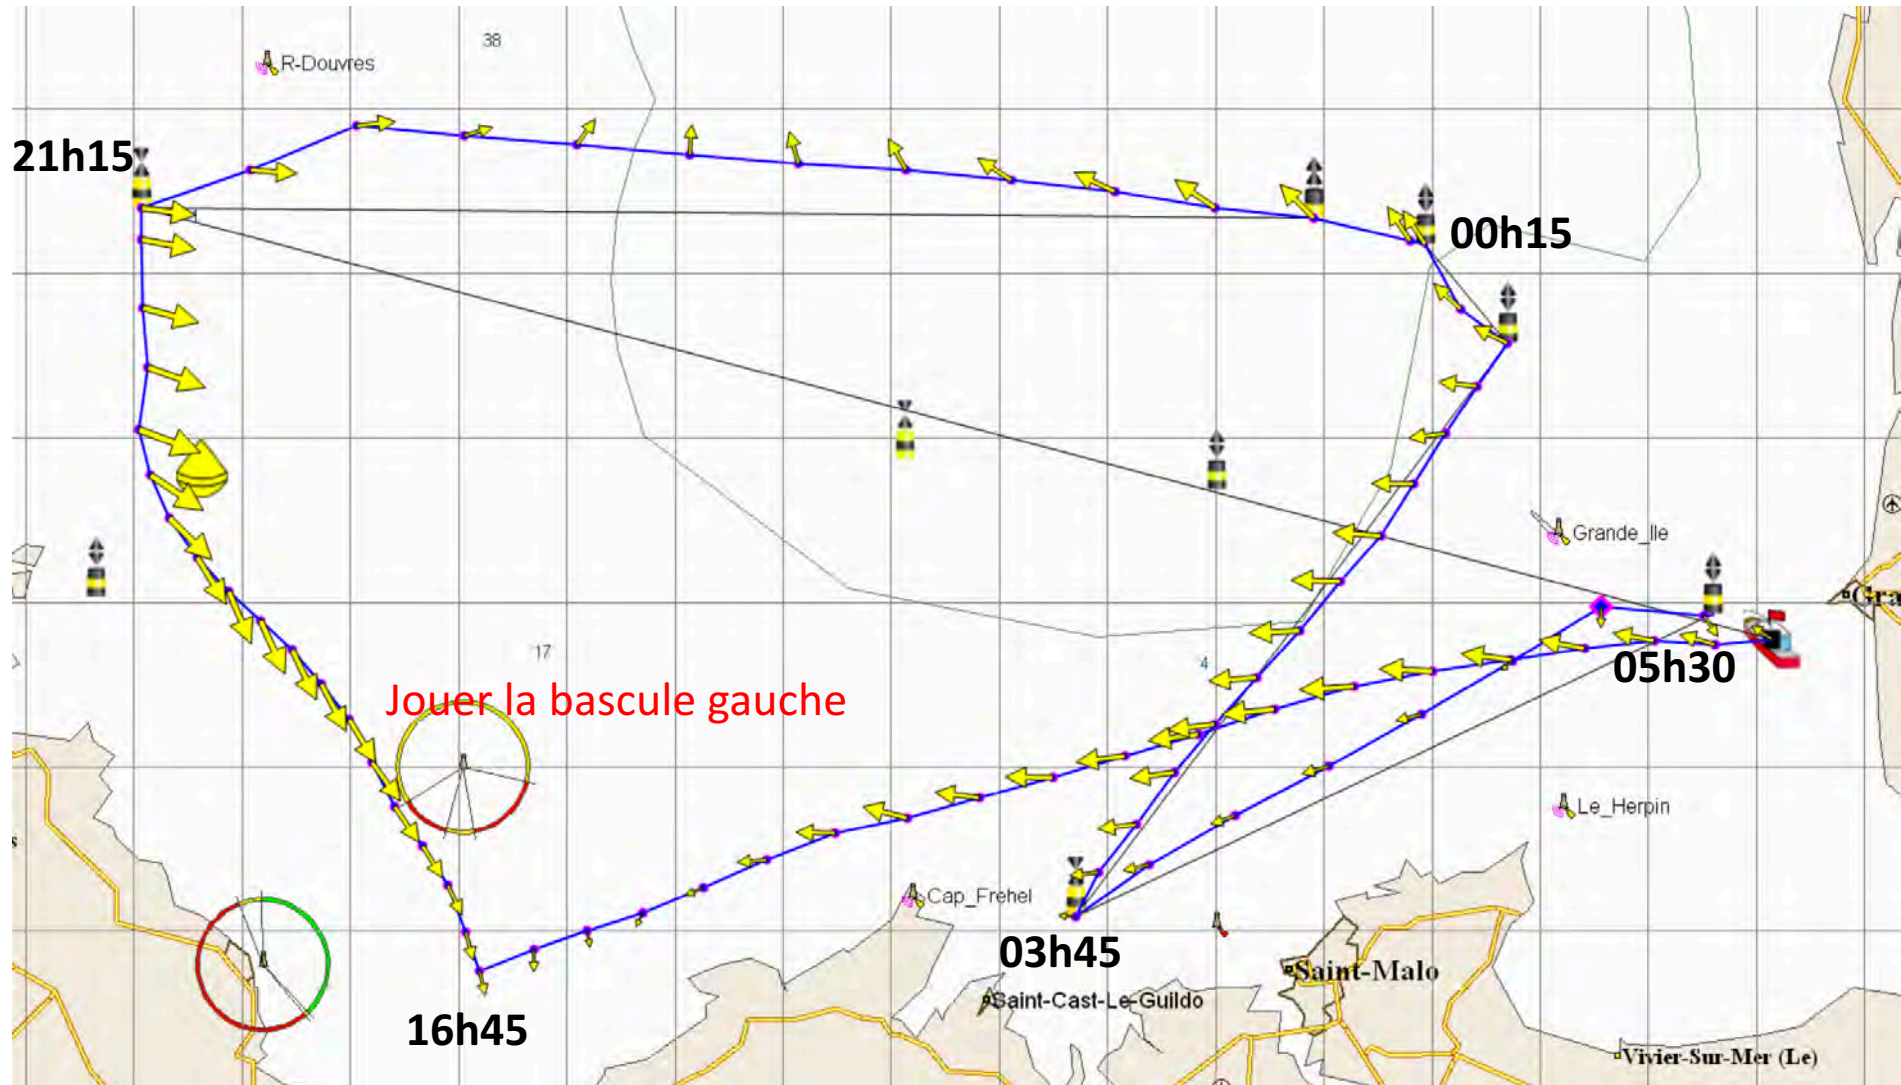 38
R-Douvres
21h15
00h15
Grande_Ile
Gra
17
4
05h30
Jouer la bascule gauche
Le_Herpin
s
Cap_Frehel
03h45
Saint-Malo
Saint-Cast-Le-Guildo
16h45
Vivier-Sur-Mer (Le)